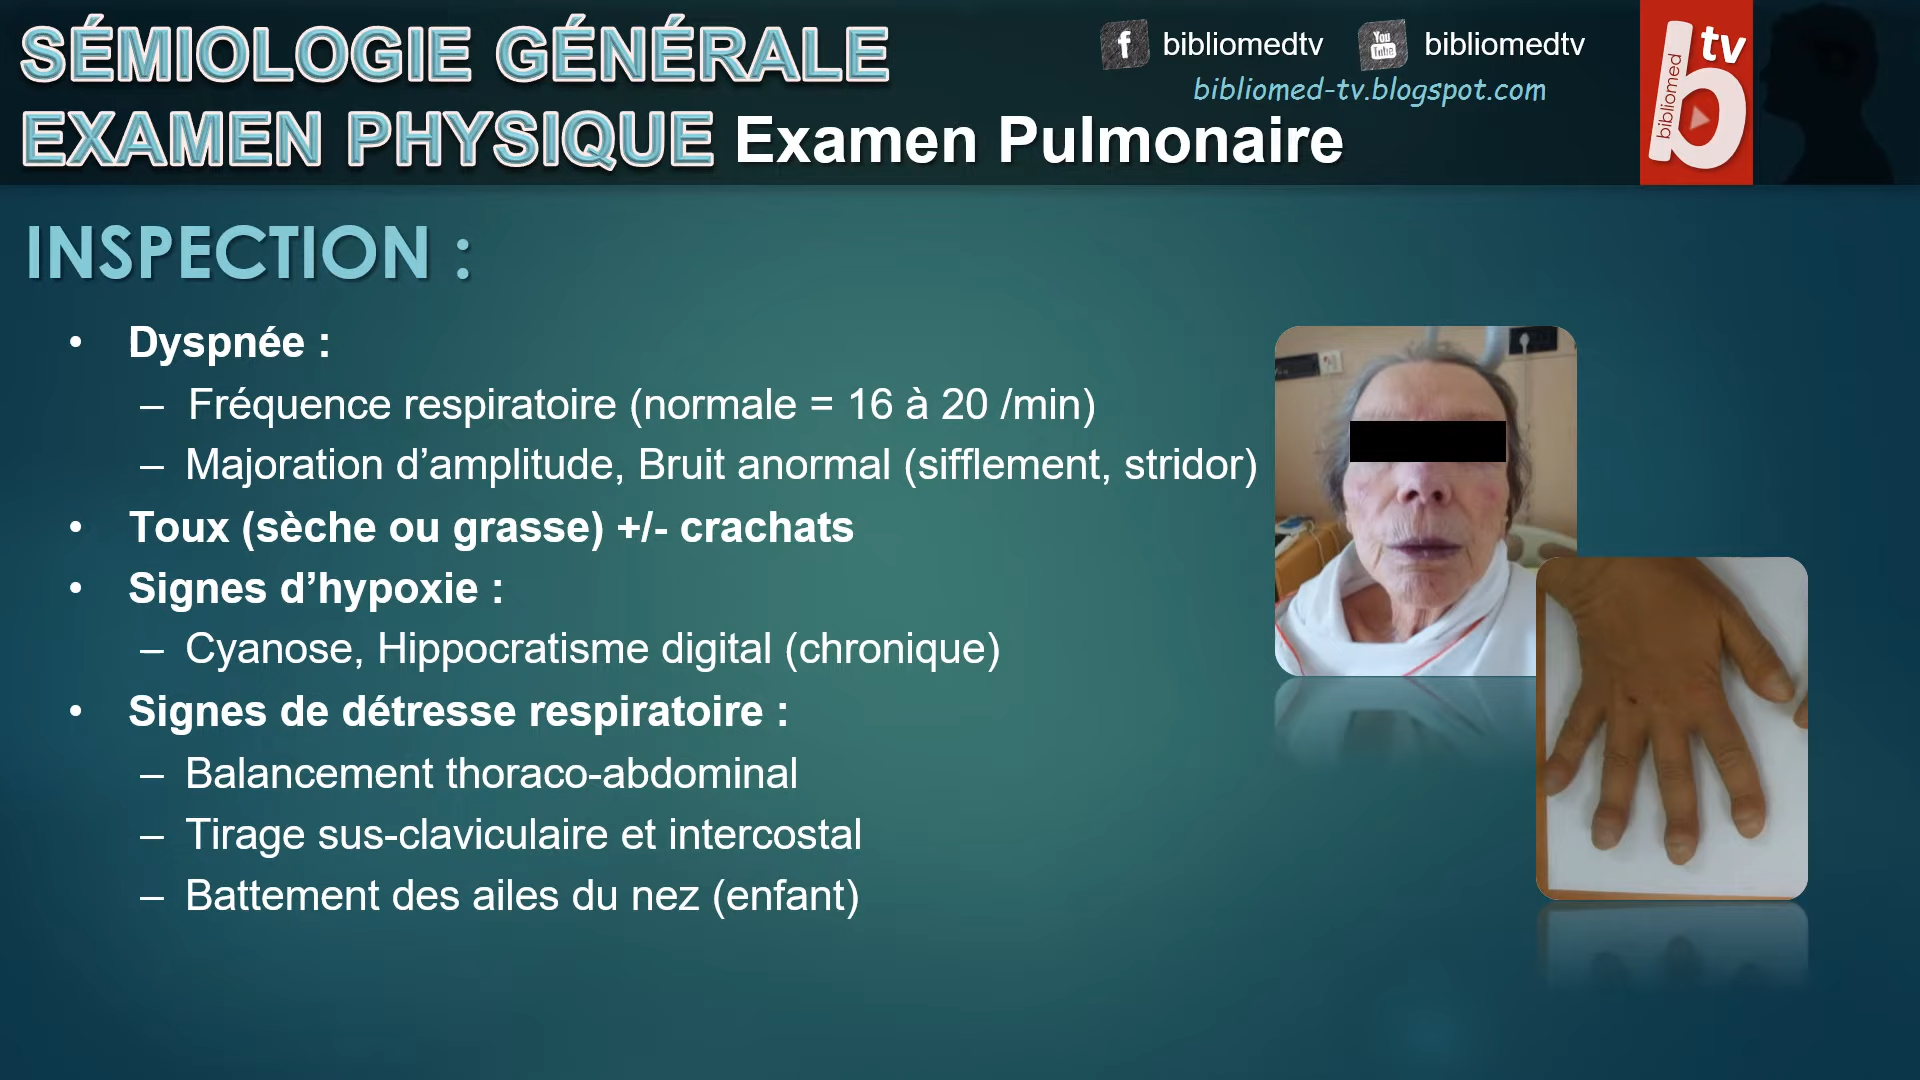 SÉMIOLOGIE GÉNÉRALE
EXAMEN PHYSIQUE Examen Pulmonaire
bibliomedtv bibliomedtv
bibliomed-tv.blogspot.com
bibliomed tv
INSPECTION :
• Dyspnée :
– Fréquence respiratoire (normale = 16 à 20 /min)
– Majoration d’amplitude, Bruit anormal (sifflement, stridor)
• Toux (sèche ou grasse) +/- crachats
• Signes d’hypoxie :
– Cyanose, Hippocratisme digital (chronique)
• Signes de détresse respiratoire :
– Balancement thoraco-abdominal
– Tirage sus-claviculaire et intercostal
– Battement des ailes du nez (enfant)